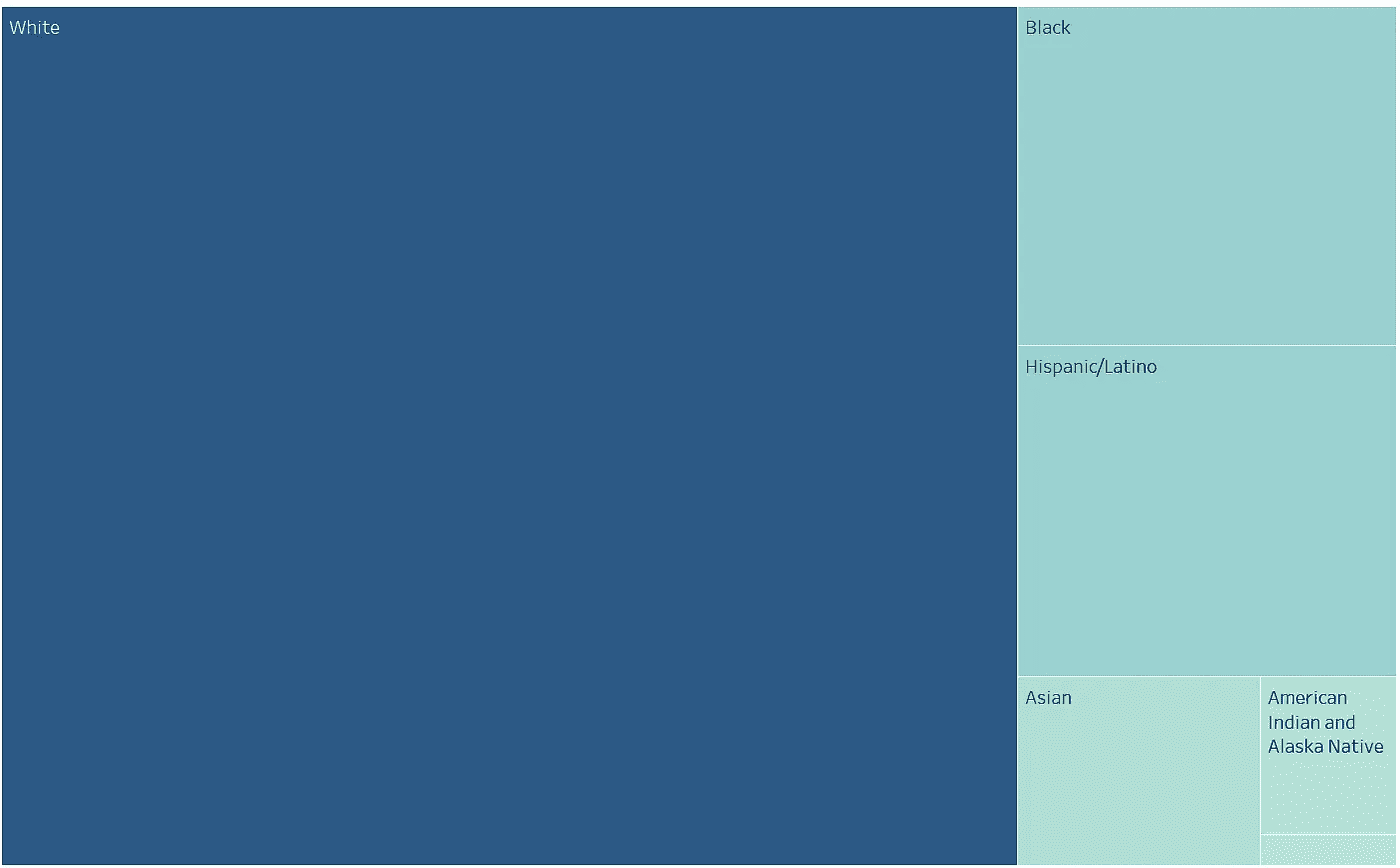 White
Black
Hispanic/Latino
Asian
American
Indian and
Alaska Native